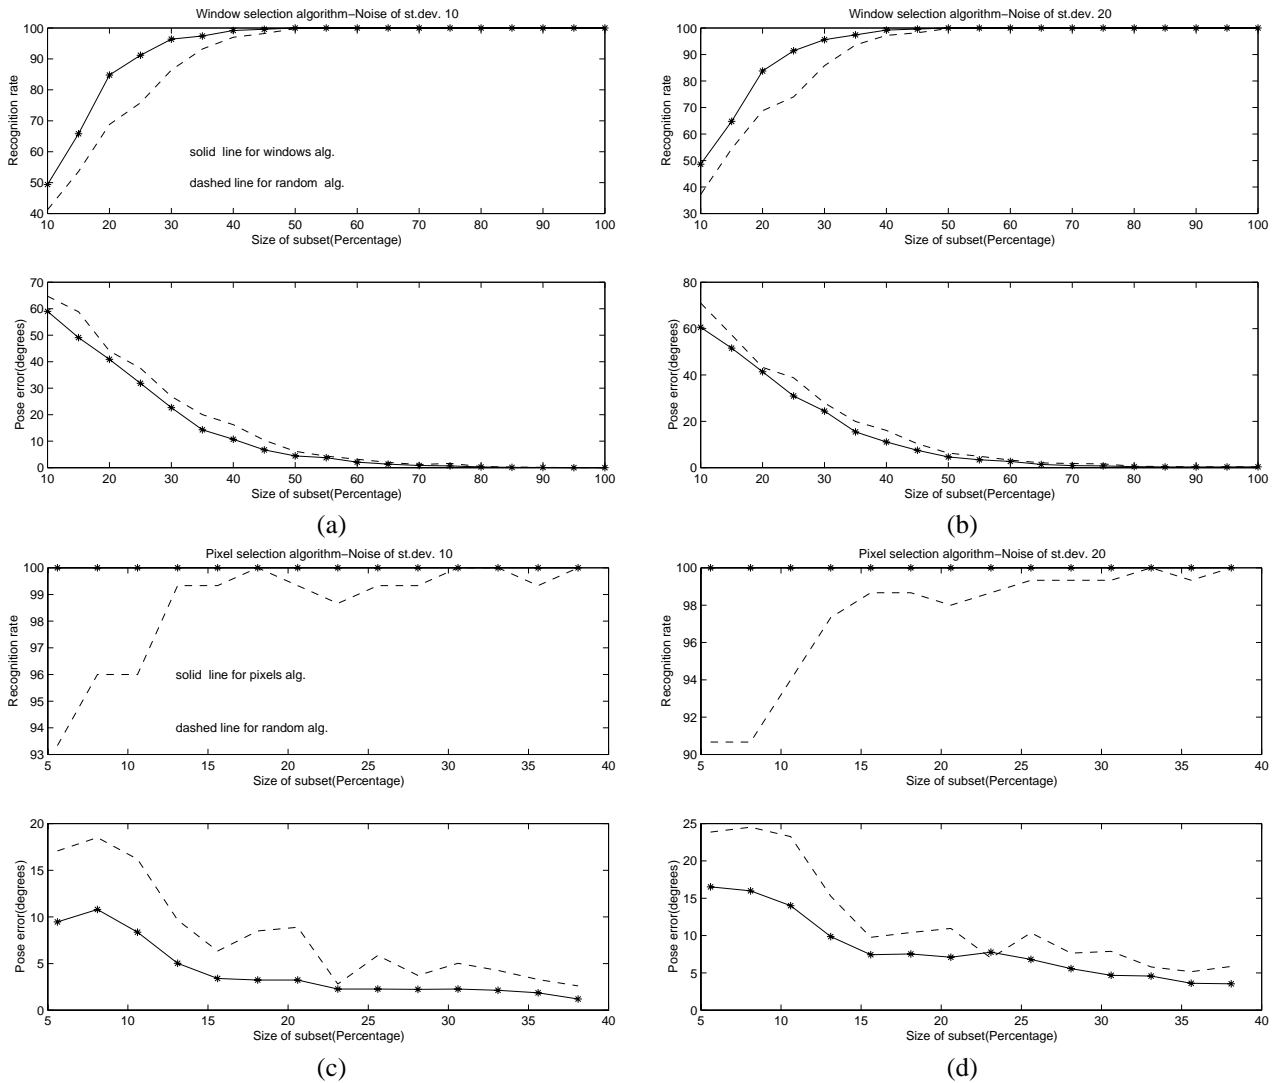 Window selection algorithm−Noise of st.dev. 10
100
90
80
70
60
50
40
Recognition rate
solid line for windows alg.
dashed line for random alg.
10 20 30 40 50 60 70 80 90 100
Size of subset(Percentage)
70
60
50
40
30
20
10
0
Pose error(degrees)
10 20 30 40 50 60 70 80 90 100
Size of subset(Percentage)
(a)
Window selection algorithm−Noise of st.dev. 20
100
90
80
70
60
50
40
30
Recognition rate
10 20 30 40 50 60 70 80 90 100
Size of subset(Percentage)
80
60
40
20
0
Pose error(degrees)
10 20 30 40 50 60 70 80 90 100
Size of subset(Percentage)
(b)
Pixel selection algorithm−Noise of st.dev. 10
100
99
98
97
96
95
94
93
Recognition rate
solid line for pixels alg.
dashed line for random alg.
5 10 15 20 25 30 35 40
Size of subset(Percentage)
20
15
10
5
0
Pose error(degrees)
5 10 15 20 25 30 35 40
Size of subset(Percentage)
(c)
Pixel selection algorithm−Noise of st.dev. 20
100
98
96
94
92
90
Recognition rate
5 10 15 20 25 30 35 40
Size of subset(Percentage)
25
20
15
10
5
0
Pose error(degrees)
5 10 15 20 25 30 35 40
Size of subset(Percentage)
(d)